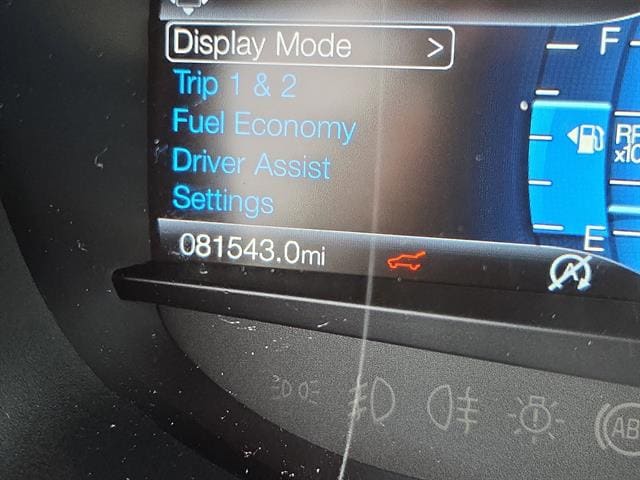 Display Mode >
Trip 1 & 2
Fuel Economy
Driver Assist
Settings
081543.0mi
F
E